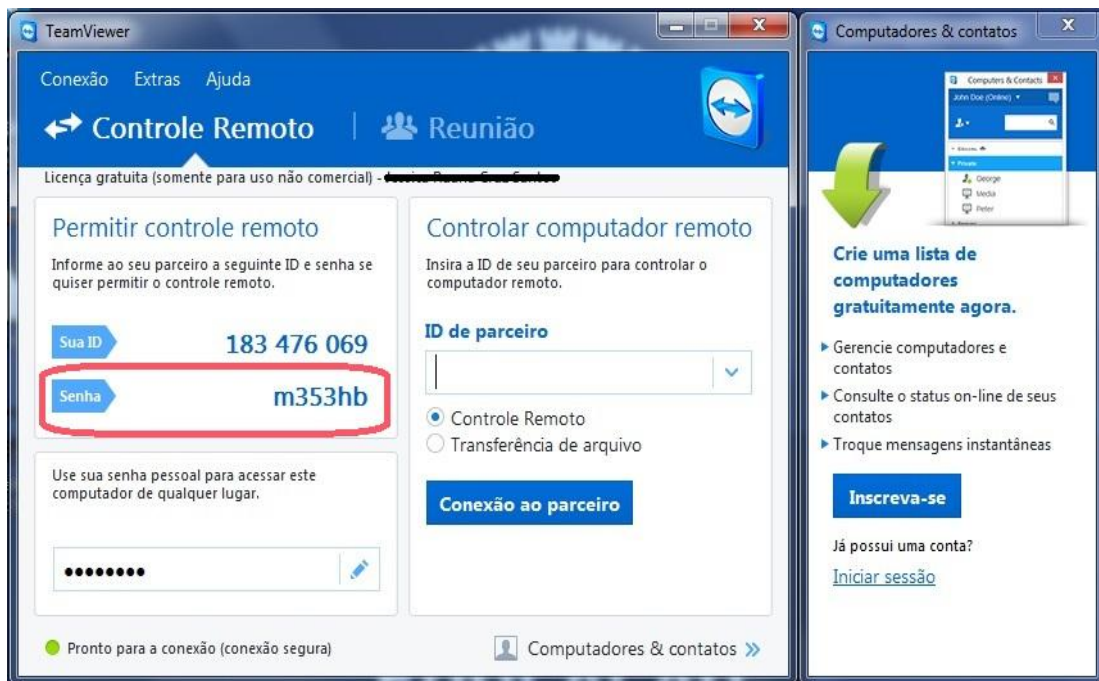 TeamViewer
Conexão Extras Ajuda
Controle Remoto
Reunião
Licença gratuita (somente para uso não comercial) -
Permitir controle remoto
Informe ao seu parceiro a seguinte ID e senha se
quiser permitir o controle remoto.
Sua ID
183 476 069
Senha
m353hb
Use sua senha pessoal para acessar este
computador de qualquer lugar.
Controlar computador remoto
Insira a ID de seu parceiro para controlar o
computador remoto.
ID de parceiro
Controle Remoto
Transferência de arquivo
Conexão ao parceiro
Pronto para a conexão (conexão segura)
Computadores & contatos
Computadores & contatos
Computers & Contacts
John Doe (Online)
George
Media
Peter
Crie uma lista de
computadores
gratuitamente agora.
Gerencie computadores e
contatos
Consulte o status on-line de seus
contatos
Troque mensagens instantâneas
Inscreva-se
Já possui uma conta?
Iniciar sessão